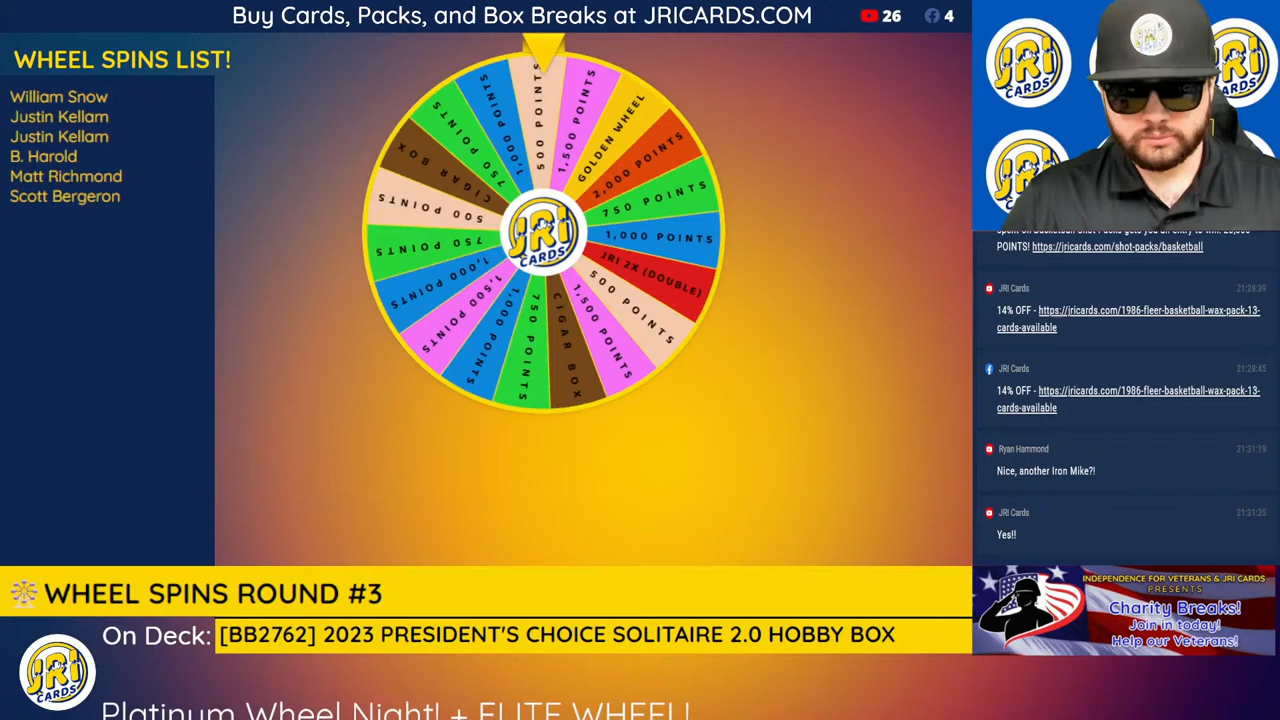 Buy Cards, Packs, and Box Breaks at JRICARDS.COM
26
4
WHEEL SPINS LIST!
William Snow
Justin Kellam
Justin Kellam
B. Harold
Matt Richmond
Scott Bergeron
500 POINTS
1,500 POINTS
GOLDEN WHEEL
2,000 POINTS
750 POINTS
1,000 POINTS
JRI 2X (DOUBLE)
500 POINTS
1,500 POINTS
CIGAR BOX
750 POINTS
1,000 POINTS
1,500 POINTS
1,000 POINTS
750 POINTS
500 POINTS
CIGAR BOX
750 POINTS
1,000 POINTS
JRI
CARDS
JRI
CARDS
POINTS! https://jricards.com/shot-packs/basketball
JRI Cards 21:28:39
14% OFF - https://jricards.com/1986-fleer-basketball-wax-pack-13-
cards-available
JRI Cards 21:28:45
14% OFF - https://jricards.com/1986-fleer-basketball-wax-pack-13-
cards-available
Ryan Hammond 21:31:19
Nice, another Iron Mike?!
JRI Cards 21:31:25
Yes!!
WHEEL SPINS ROUND #3
On Deck: [BB2762] 2023 PRESIDENT'S CHOICE SOLITAIRE 2.0 HOBBY BOX
INDEPENDENCE FOR VETERANS & JRI CARDS
PRESENTS
Charity Breaks!
Join in today!
Help our Veterans!
JRI
CARDS
Platinum Wheel Night! + ELITE WHEEL!